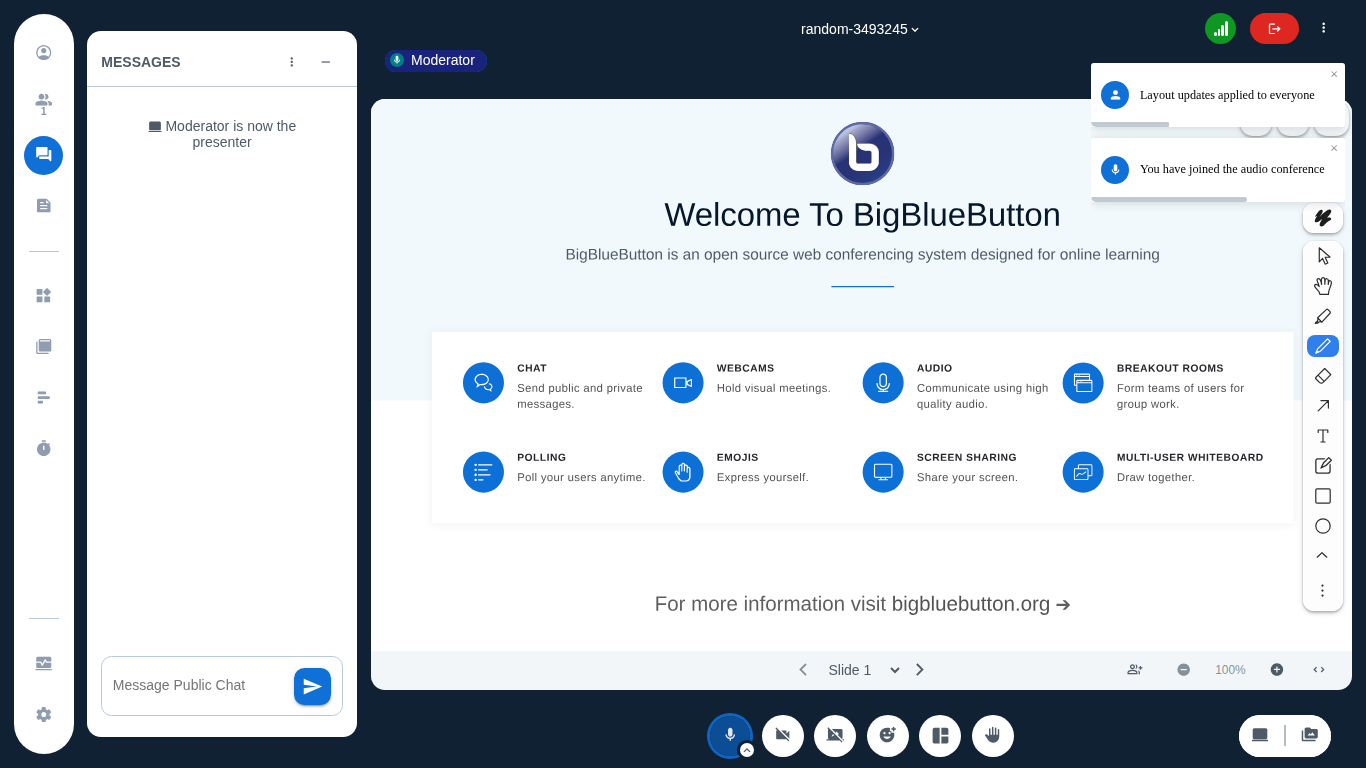 random-3493245
MESSAGES
1
Moderator is now the
presenter
Message Public Chat
Moderator
Layout updates applied to everyone
You have joined the audio conference
Welcome To BigBlueButton
BigBlueButton is an open source web conferencing system designed for online learning
CHAT
Send public and private
messages.
WEBCAMS
Hold visual meetings.
AUDIO
Communicate using high
quality audio.
BREAKOUT ROOMS
Form teams of users for
group work.
POLLING
Poll your users anytime.
EMOJIS
Express yourself.
SCREEN SHARING
Share your screen.
MULTI-USER WHITEBOARD
Draw together.
For more information visit bigbluebutton.org ➔
Slide 1
100%